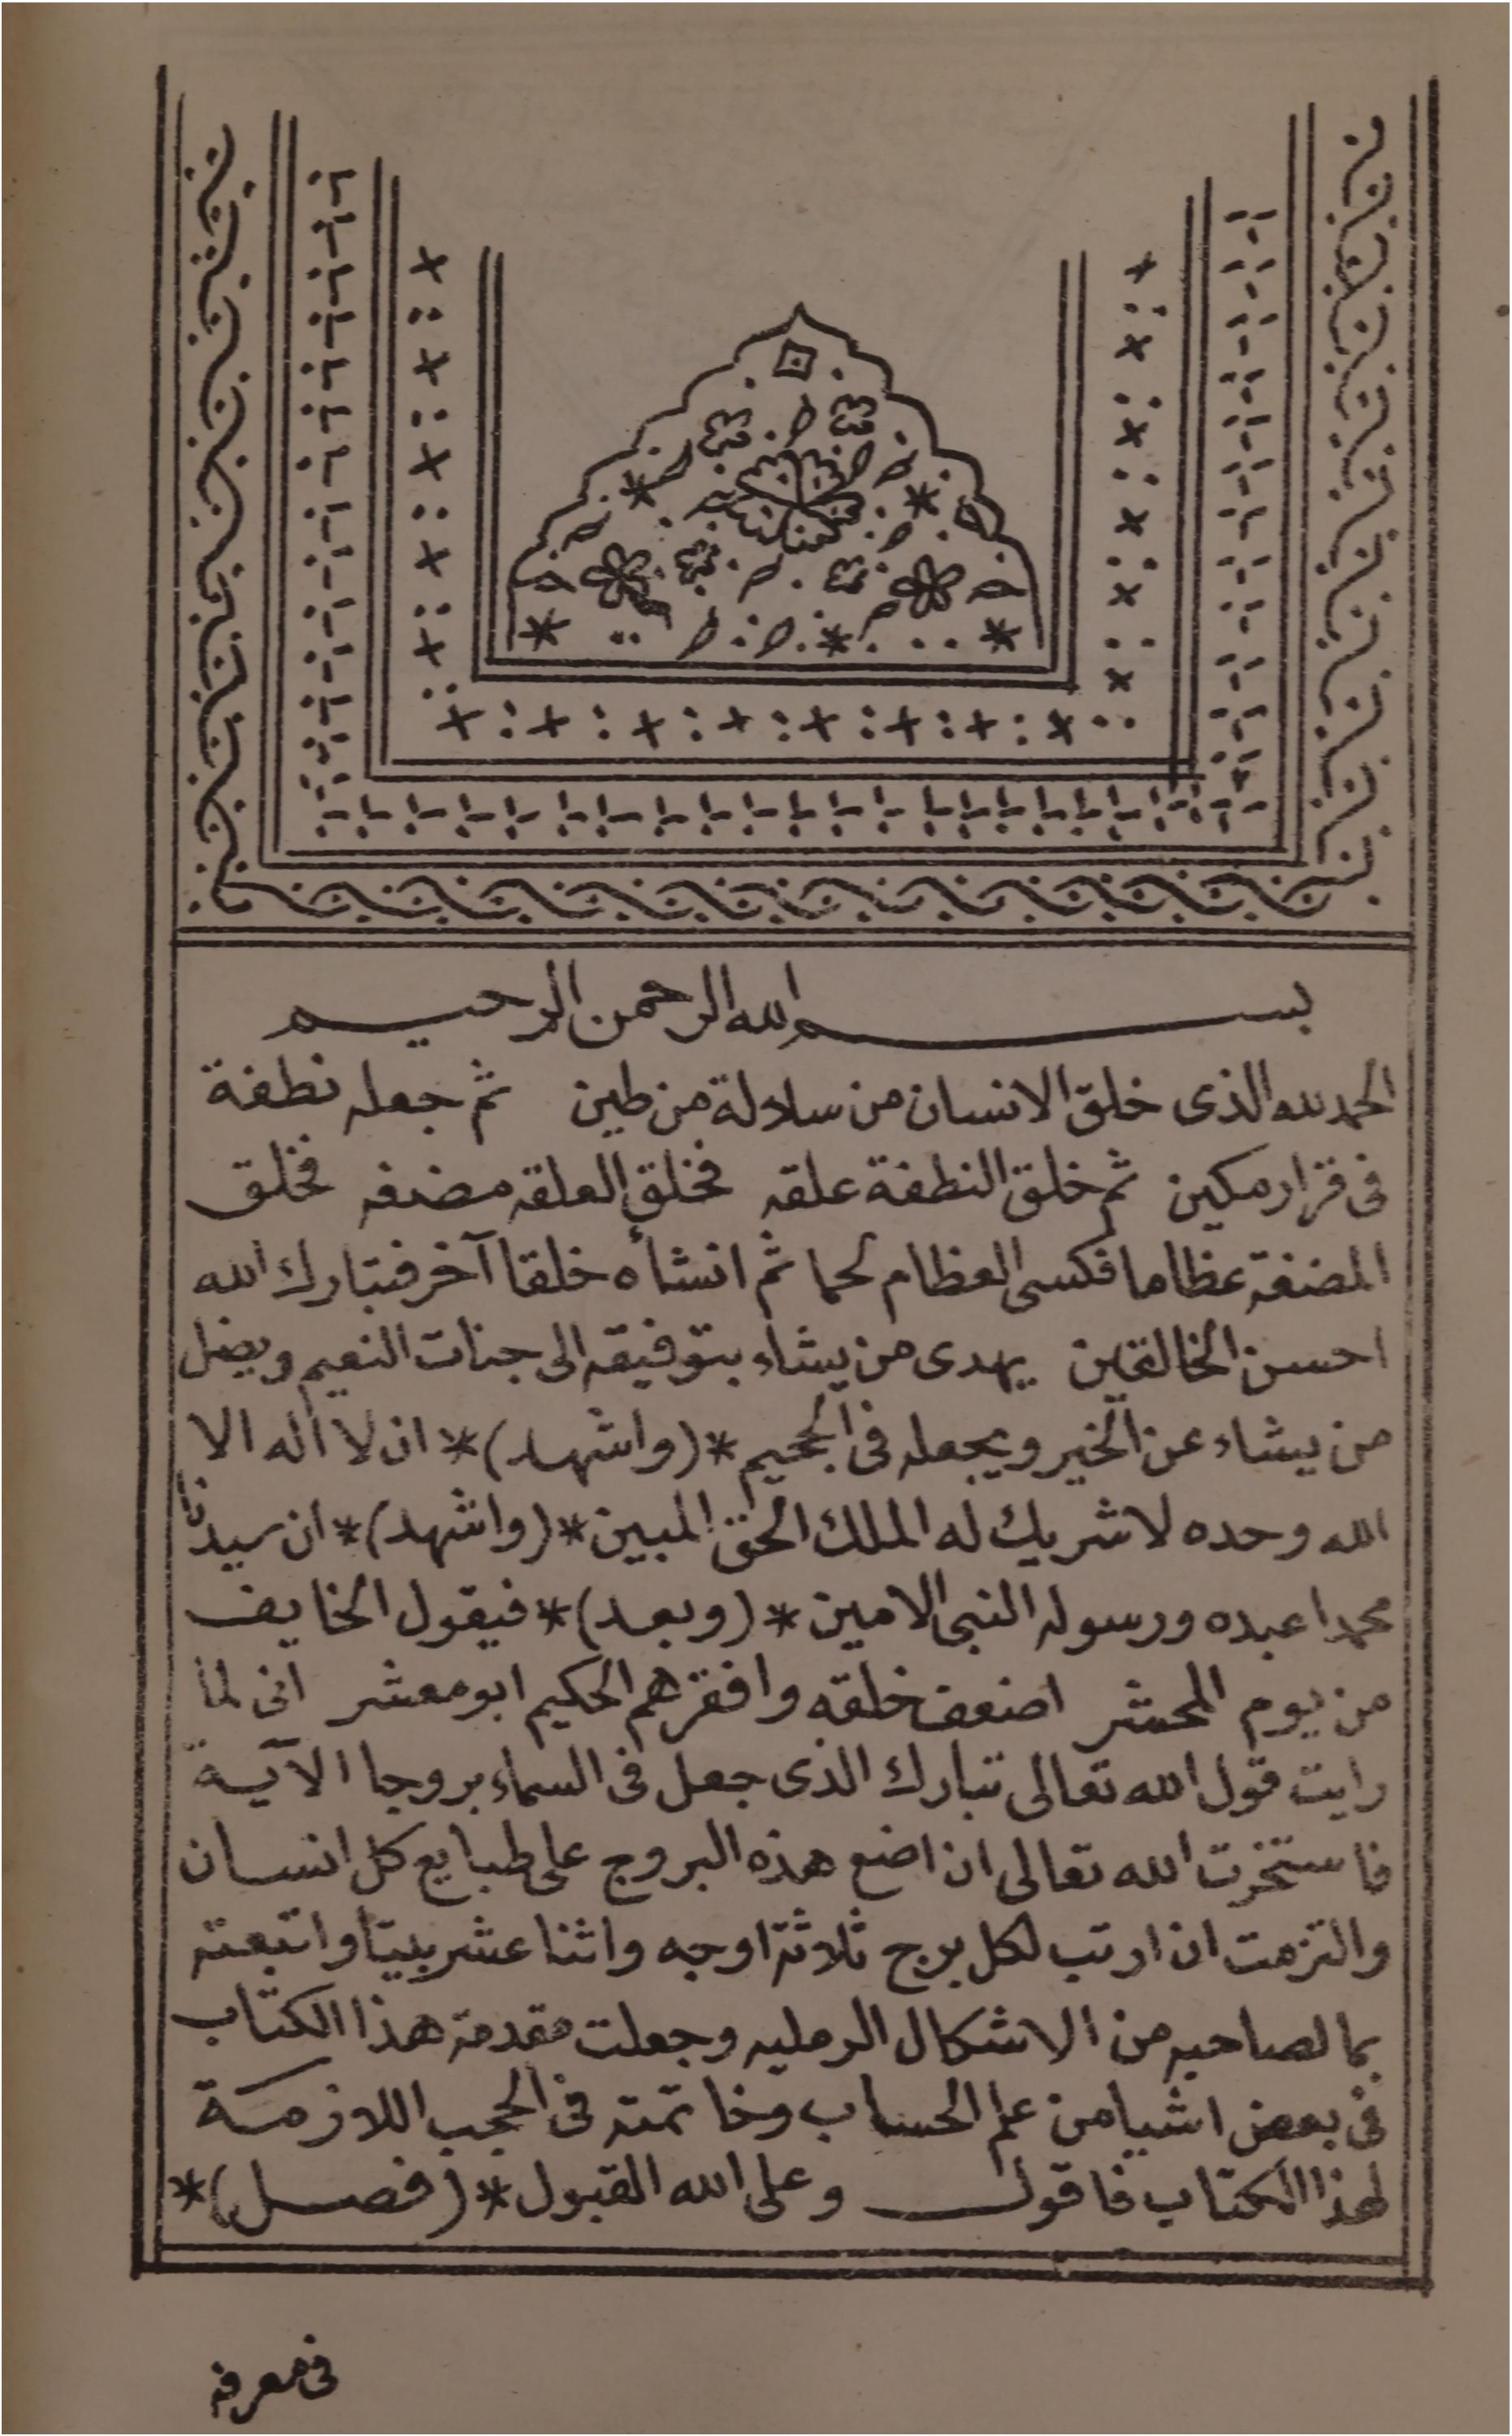 بســـم الله الرحمن الرحيم
الحمد لله الذى خلق الانسان من سلالة من طين ثم جعله نطفة
فى قرار مكين ثم خلق النطفة علقه فخلق العلقه مضغه فخلق
المضغة عظاما فكسى العظام لحما ثم انشأه خلقا آخر فتبارك الله
احسن الخالقين يهدى من يشاء بتوفيقه الى جنات النعيم ويضل
من يشاء عن الخير ويجعله فى الجحيم *(واشهد)* ان لا اله الا
الله وحده لا شريك له الملك الحق المبين *(واشهد)* ان سيدنا
محمدا عبده ورسوله النبى الامين *(وبعد)* فيقول الخايف
من يوم المحشر اضعف خلقه وافقرهم الحكيم ابو معشر انى لما
رايت قول الله تعالى تبارك الذى جعل فى السماء بروجا الآية
فاستخرت الله تعالى ان اضع هذه البروج على طبايع كل انسان
والتزمت ان ارتب لكل برج ثلاثة اوجه واثنا عشر بيتا واتبعته
بما لصاحبه من الاشكال الرمليه وجعلت مقدمة هذا الكتاب
فى بعض اشيا من علم الحساب وخاتمته فى الحجب اللازمة
لهذا الكتاب فاقول وعلى الله القبول *(فصل)*
فى معرفة